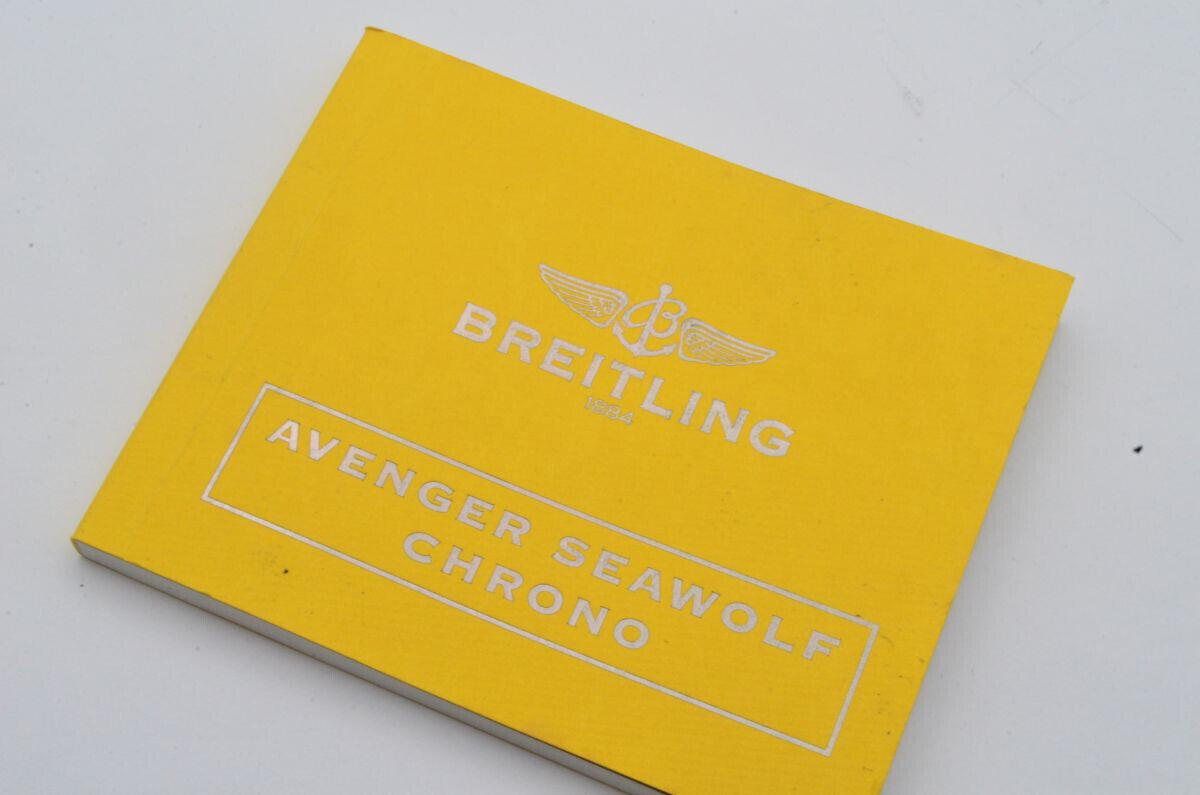 BREITLING
1884
AVENGER SEAWOLF
CHRONO